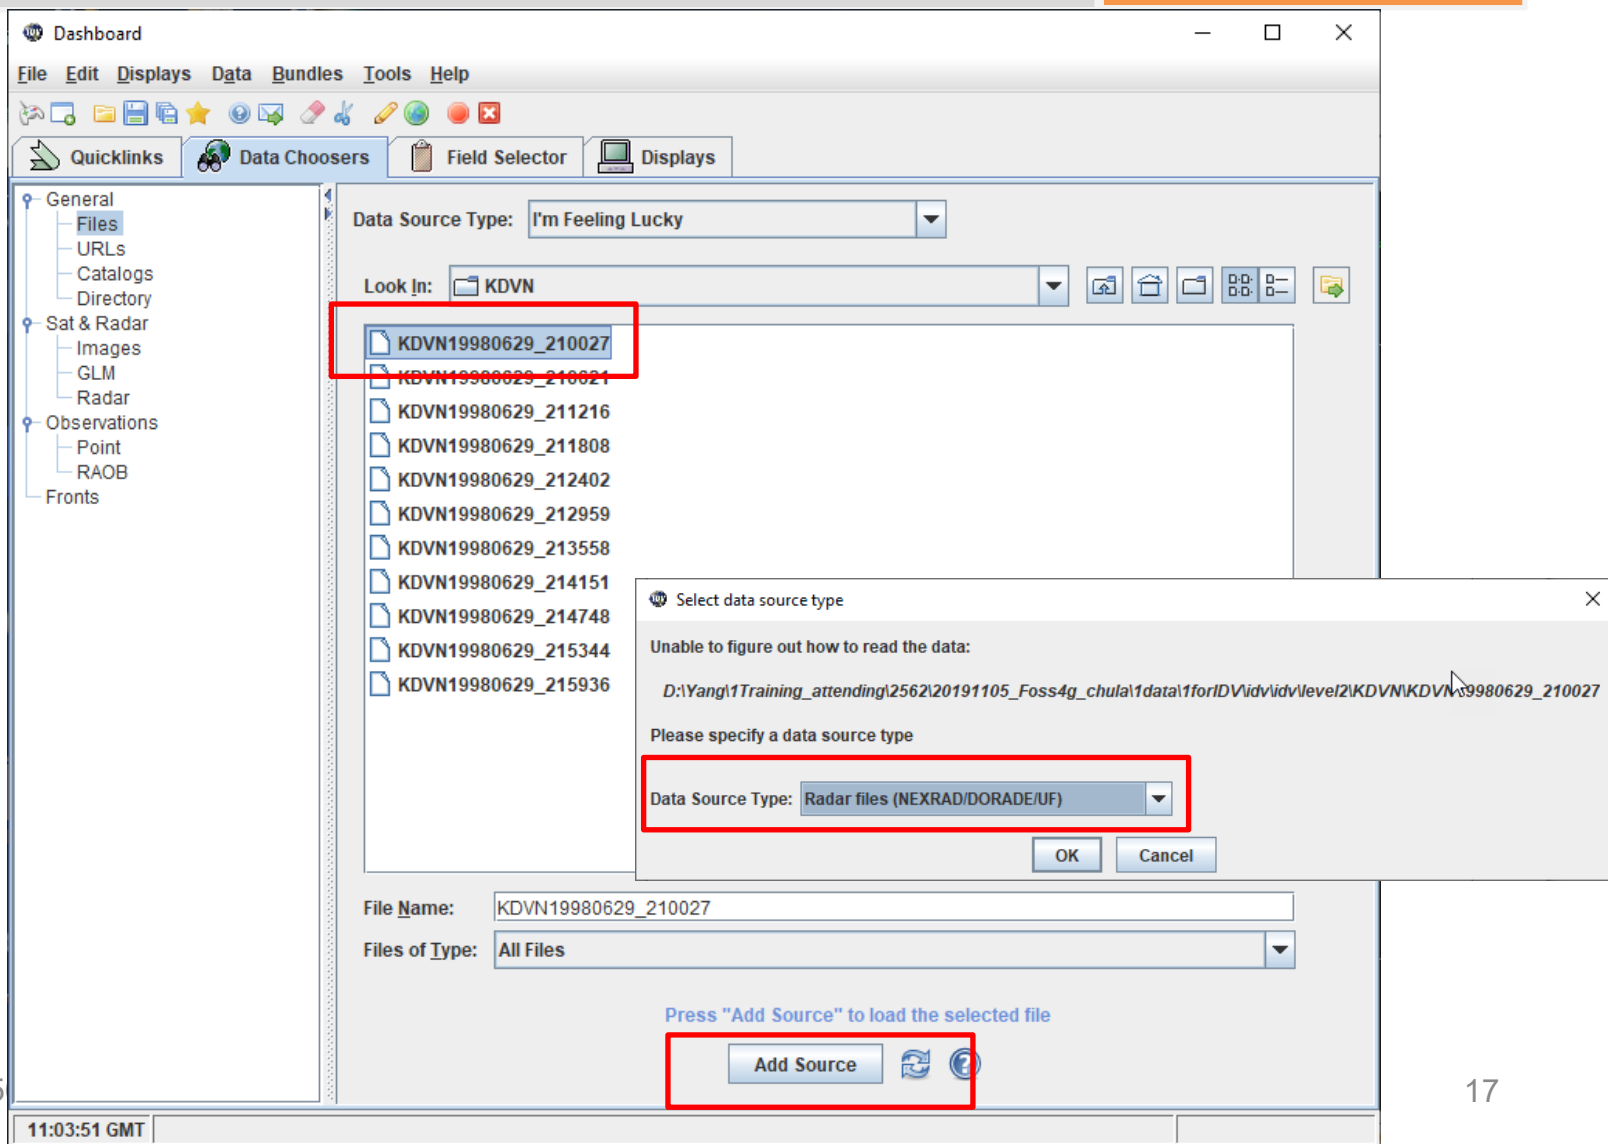 Dashboard
File Edit Displays Data Bundles Tools Help
Quicklinks Data Choosers Field Selector Displays
General
Files
URLs
Catalogs
Directory
Sat & Radar
Images
GLM
Radar
Observations
Point
RAOB
Fronts
Data Source Type: I'm Feeling Lucky
Look In: KDVN
KDVN19980629_210027
KDVN19980629_210621
KDVN19980629_211216
KDVN19980629_211808
KDVN19980629_212402
KDVN19980629_212959
KDVN19980629_213558
KDVN19980629_214151
KDVN19980629_214748
KDVN19980629_215344
KDVN19980629_215936
Select data source type
Unable to figure out how to read the data:
D:\Yang\1Training_attending\2562\20191105_Foss4g_chula\1data\1forIDV\idv\idv\level2\KDVN\KDVN19980629_210027
Please specify a data source type
Data Source Type: Radar files (NEXRAD/DORADE/UF)
OK Cancel
File Name: KDVN19980629_210027
Files of Type: All Files
Press "Add Source" to load the selected file
Add Source
17
11:03:51 GMT